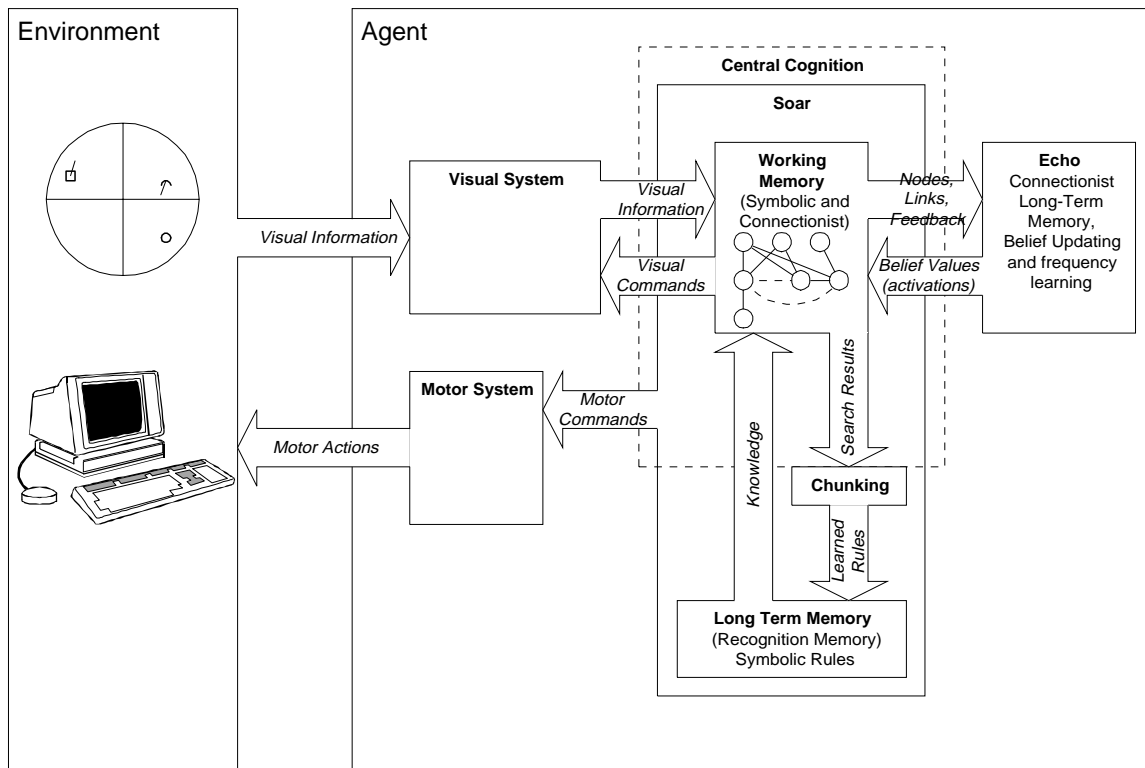 Environment
Agent
Central Cognition
Soar
Visual System
Visual Information
Visual
Information
Visual
Commands
Working
Memory
(Symbolic and
Connectionist)
Nodes,
Links,
Feedback
Belief Values
(activations)
Echo
Connectionist
Long-Term
Memory,
Belief Updating
and frequency
learning
Motor System
Motor
Commands
Motor Actions
Knowledge
Search Results
Chunking
Learned
Rules
Long Term Memory
(Recognition Memory)
Symbolic Rules